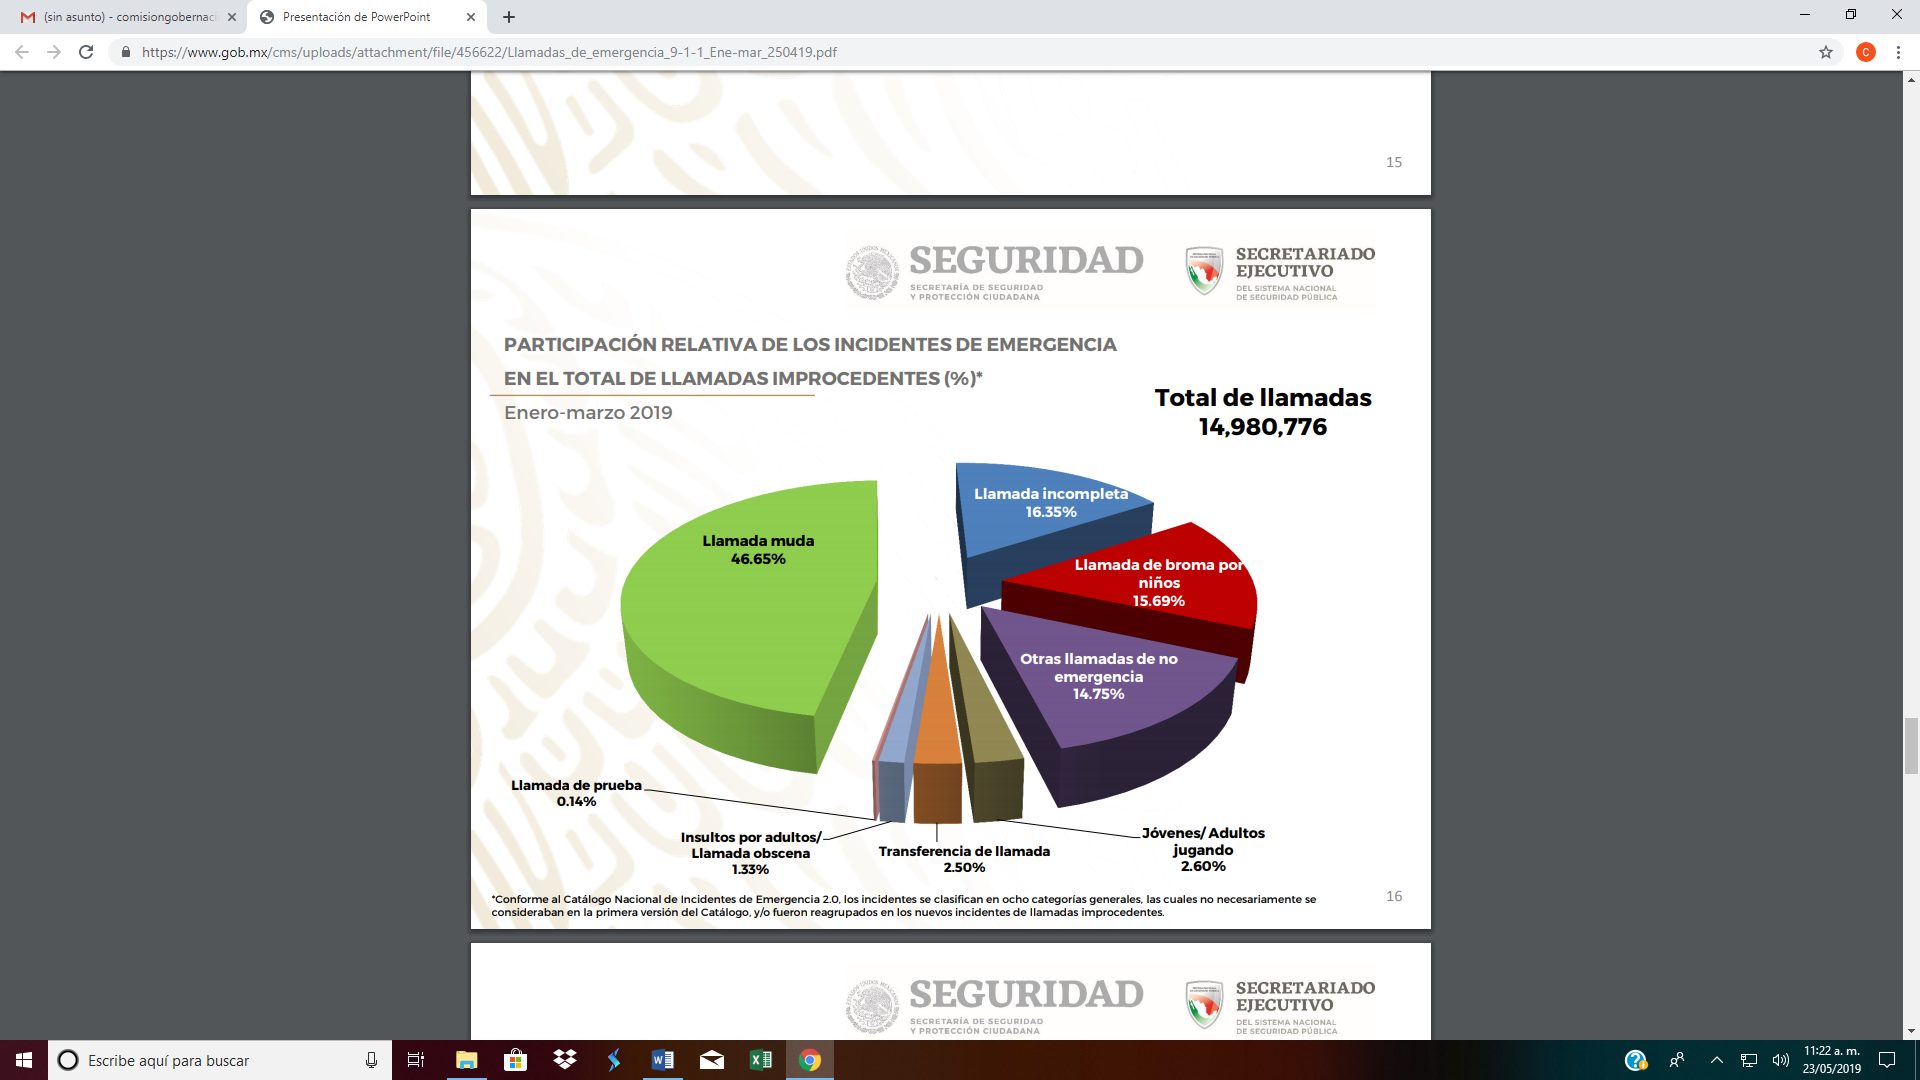 (sin asunto) - comisiongobernaci
Presentación de PowerPoint
https://www.gob.mx/cms/uploads/attachment/file/456622/Llamadas_de_emergencia_9-1-1_Ene-mar_250419.pdf
C
15
ESTADOS UNIDOS MEXICANOS
SEGURIDAD
SECRETARÍA DE SEGURIDAD
Y PROTECCIÓN CIUDADANA
SECRETARIADO
EJECUTIVO
DEL SISTEMA NACIONAL
DE SEGURIDAD PÚBLICA
PARTICIPACIÓN RELATIVA DE LOS INCIDENTES DE EMERGENCIA
EN EL TOTAL DE LLAMADAS IMPROCEDENTES (%)*
Enero-marzo 2019
Total de llamadas
14,980,776
Llamada incompleta
16.35%
Llamada muda
46.65%
Llamada de broma por
niños
15.69%
Otras llamadas de no
emergencia
14.75%
Llamada de prueba
0.14%
Insultos por adultos/
Llamada obscena
1.33%
Transferencia de llamada
2.50%
Jóvenes/ Adultos
jugando
2.60%
*Conforme al Catálogo Nacional de Incidentes de Emergencia 2.0, los incidentes se clasifican en ocho categorías generales, las cuales no necesariamente se
consideraban en la primera versión del Catálogo, y/o fueron reagrupados en los nuevos incidentes de llamadas improcedentes.
16
ESTADOS UNIDOS MEXICANOS
SEGURIDAD
SECRETARÍA DE SEGURIDAD
Y PROTECCIÓN CIUDADANA
SECRETARIADO
EJECUTIVO
DEL SISTEMA NACIONAL
DE SEGURIDAD PÚBLICA
Escribe aquí para buscar
11:22 a. m.
23/05/2019